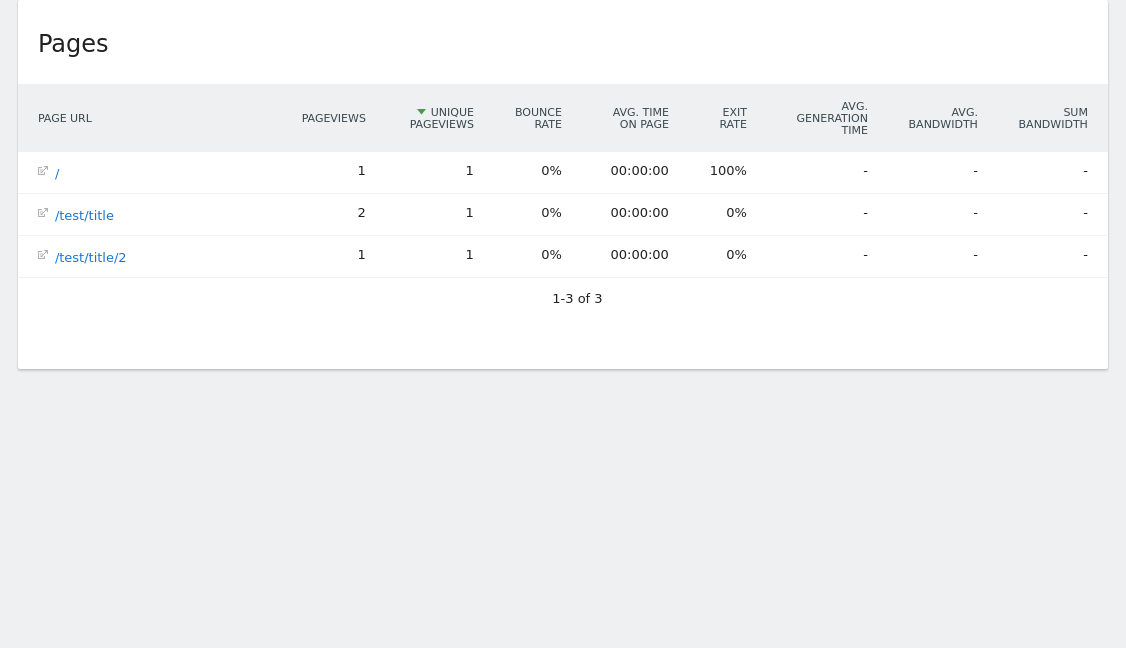 Pages
PAGE URL PAGEVIEWS UNIQUE PAGEVIEWS BOUNCE RATE AVG. TIME ON PAGE EXIT RATE AVG. GENERATION TIME AVG. BANDWIDTH SUM BANDWIDTH
/ 1 1 0% 00:00:00 100% - - -
/test/title 2 1 0% 00:00:00 0% - - -
/test/title/2 1 1 0% 00:00:00 0% - - -
1-3 of 3